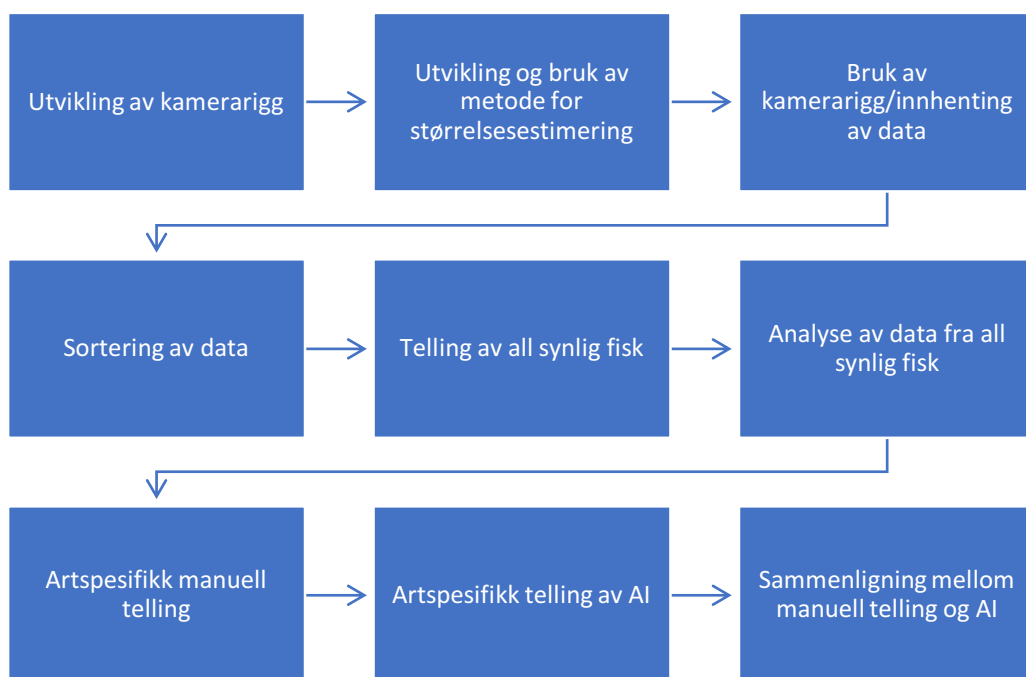 Utvikling av kamerarigg
Utvikling og bruk av
metode for
størrelsesestimering
Bruk av
kamerarigg/innhenting
av data
Sortering av data
Telling av all synlig fisk
Analyse av data fra all
synlig fisk
Artspesifikk manuell
telling
Artspesifikk telling av AI
Sammenligning mellom
manuell telling og AI